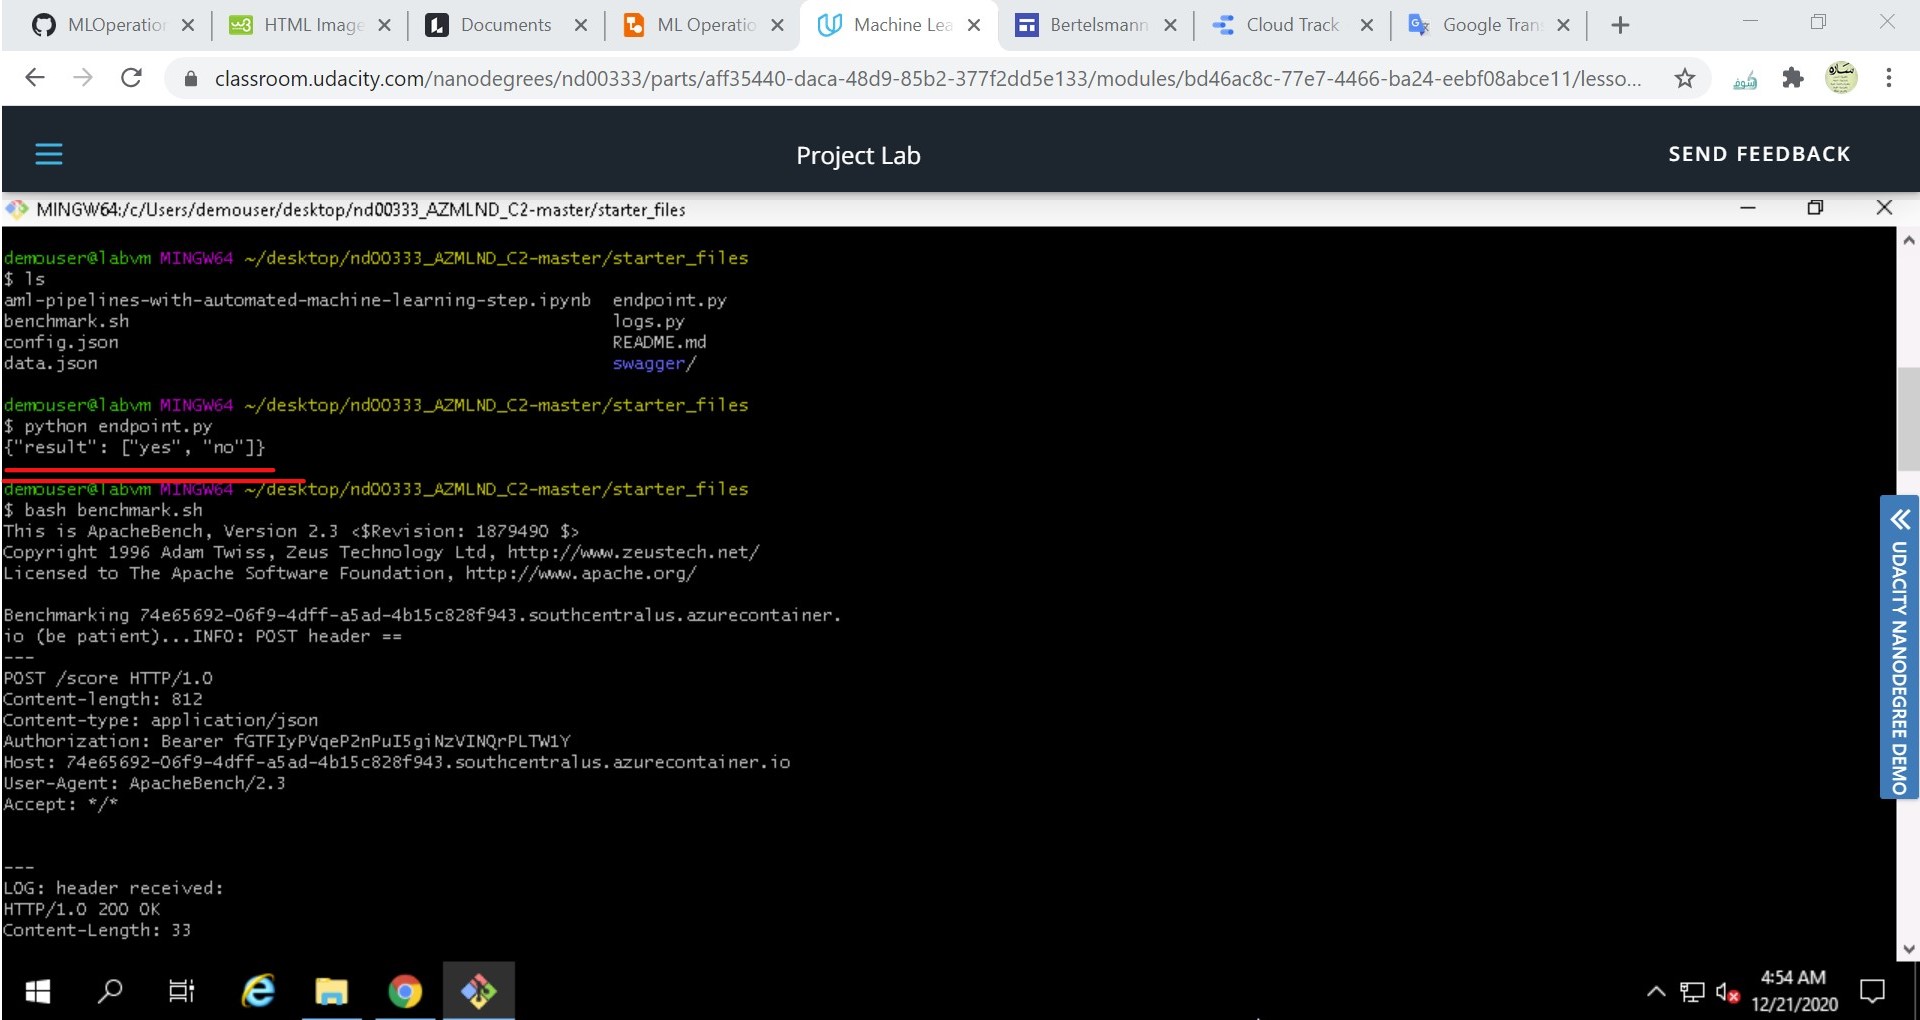 MLOperation
HTML Image
Documents
ML Operatio
Machine Lea
Bertelsmann
Cloud Track
Google Trans
classroom.udacity.com/nanodegrees/nd00333/parts/aff35440-daca-48d9-85b2-377f2dd5e133/modules/bd46ac8c-77e7-4466-ba24-eebf08abce11/lesso...
Project Lab
SEND FEEDBACK
MINGW64:/c/Users/demouser/desktop/nd00333_AZMLND_C2-master/starter_files
demouser@labvm MINGW64 ~/desktop/nd00333_AZMLND_C2-master/starter_files
$ ls
aml-pipelines-with-automated-machine-learning-step.ipynb endpoint.py
benchmark.sh logs.py
config.json README.md
data.json swagger/
demouser@labvm MINGW64 ~/desktop/nd00333_AZMLND_C2-master/starter_files
$ python endpoint.py
{"result": ["yes", "no"]}
demouser@labvm MINGW64 ~/desktop/nd00333_AZMLND_C2-master/starter_files
$ bash benchmark.sh
This is ApacheBench, Version 2.3 <$Revision: 1879490 $>
Copyright 1996 Adam Twiss, Zeus Technology Ltd, http://www.zeustech.net/
Licensed to The Apache Software Foundation, http://www.apache.org/
Benchmarking 74e65692-06f9-4dff-a5ad-4b15c828f943.southcentralus.azurecontainer.
io (be patient)...INFO: POST header ==
---
POST /score HTTP/1.0
Content-length: 812
Content-type: application/json
Authorization: Bearer fGTFIyPVqeP2nPuI5giNzVINQrPLTW1Y
Host: 74e65692-06f9-4dff-a5ad-4b15c828f943.southcentralus.azurecontainer.io
User-Agent: ApacheBench/2.3
Accept: */*
---
LOG: header received:
HTTP/1.0 200 OK
Content-Length: 33
UDACITY NANODEGREE DEMO
4:54 AM
12/21/2020